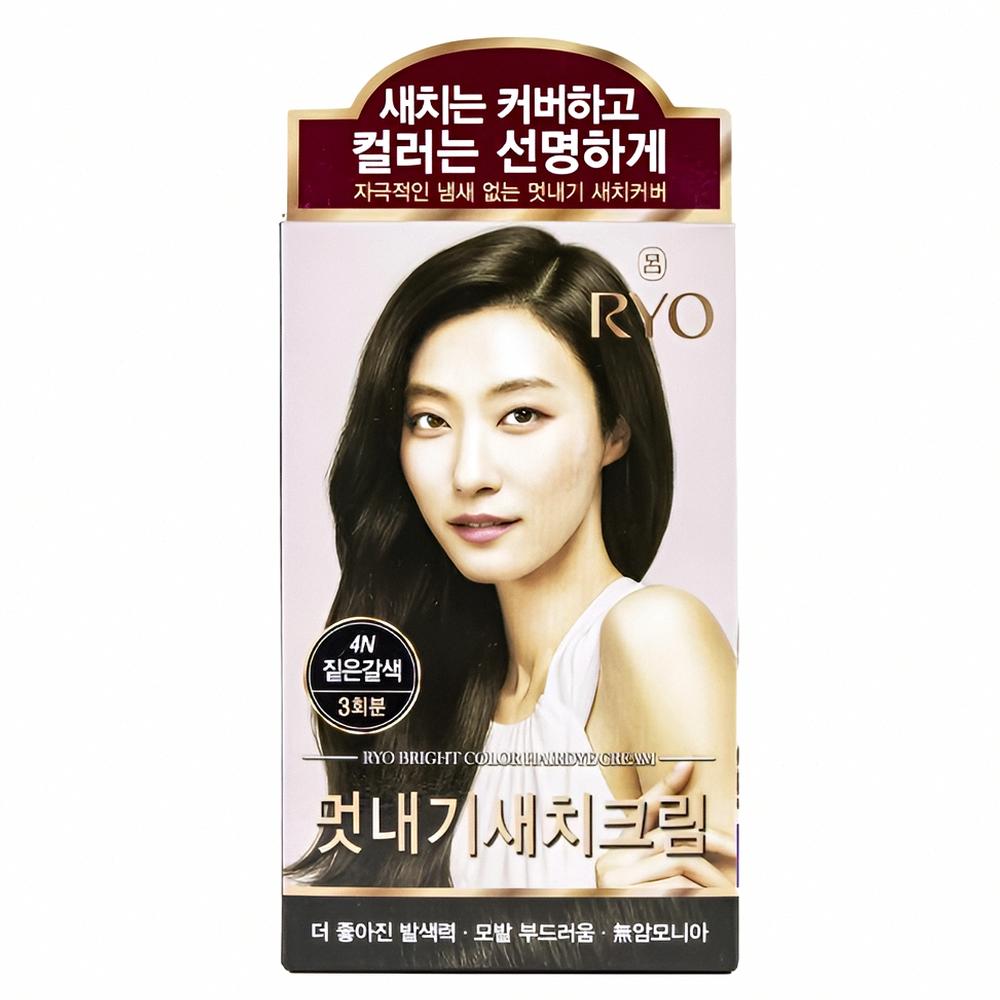 새치는 커버하고
컬러는 선명하게
자극적인 냄새 없는 멋내기 새치커버
呂
RYO
4N
짙은갈색
3회분
RYO BRIGHT COLOR HAIRDYE CREAM
멋내기새치크림
더 좋아진 발색력 · 모발 부드러움 · 無암모니아